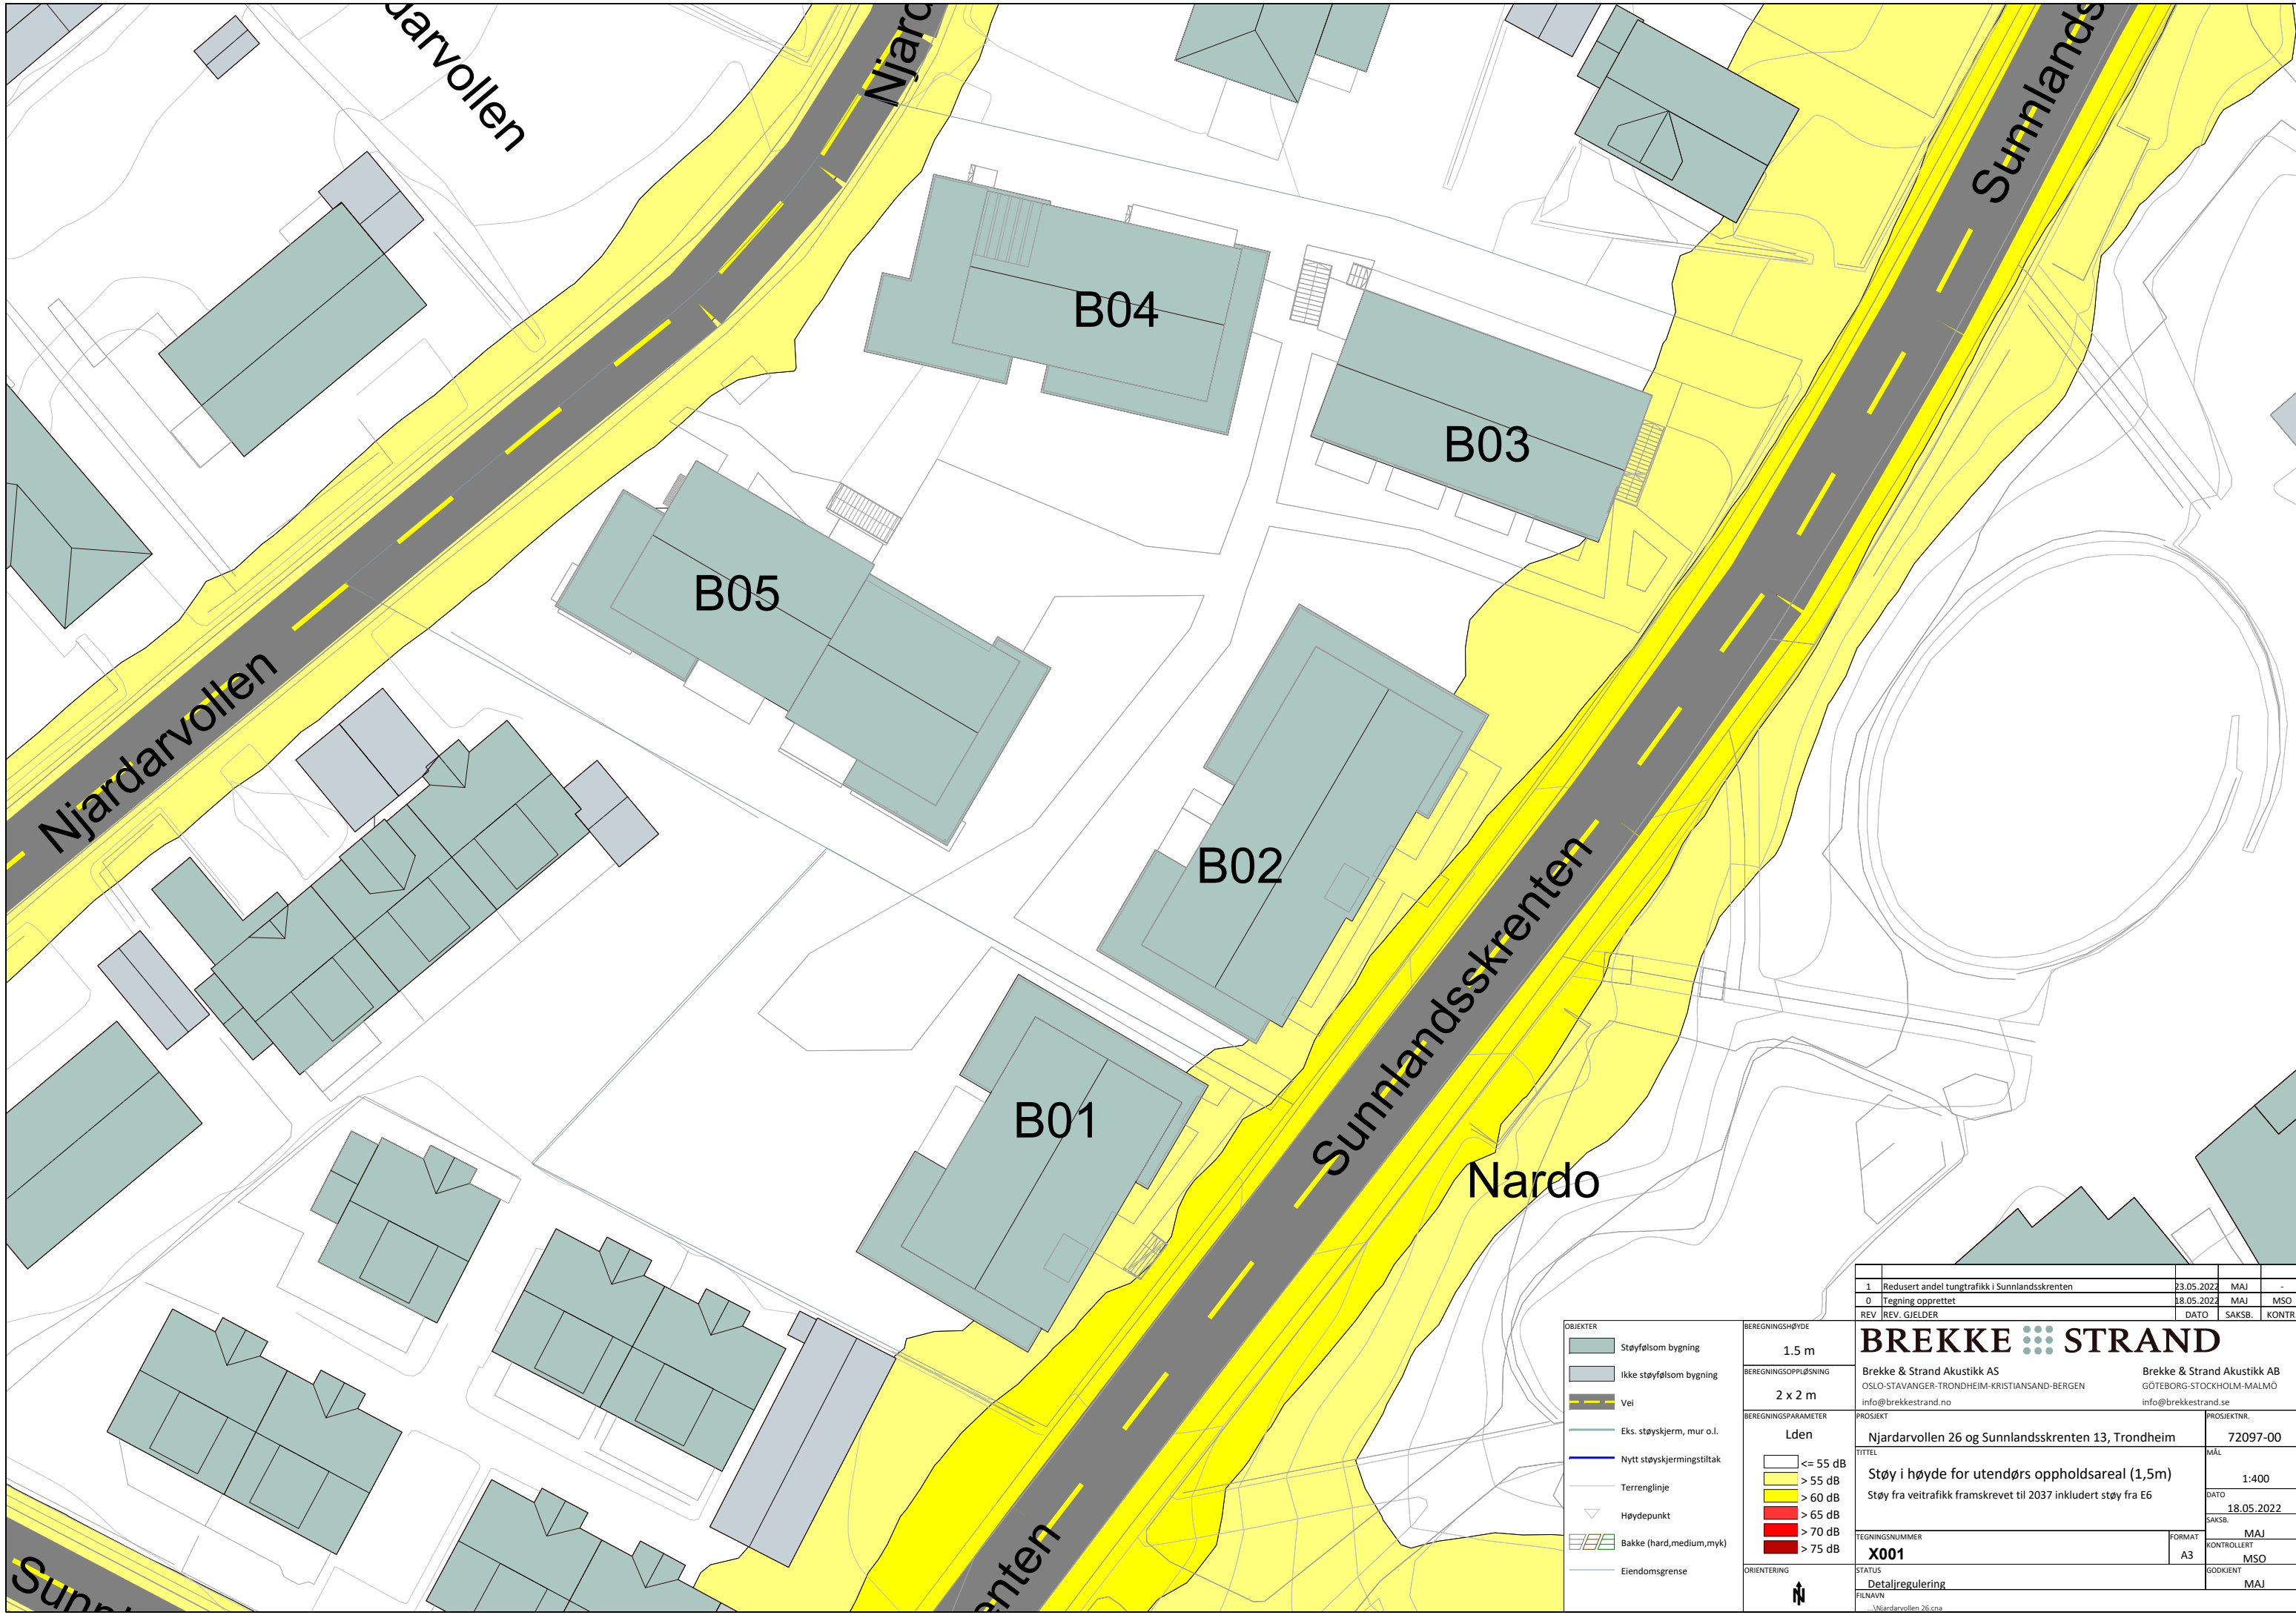 darvollen
Njard
Sunnlands
B04
B03
B05
Njardarvollen
B02
Sunnlandsskrenten
B01
Nardo
enten
1 Redusert andel tungtrafikk i Sunnlandsskrenten 23.05.2022 MAJ -
0 Tegning opprettet 18.05.2022 MAJ MSO
REV REV. GJELDER DATO SAKSB. KONTR
OBJEKTER
Støyfølsom bygning
Ikke støyfølsom bygning
Vei
Eks. støyskjerm, mur o.l.
Nytt støyskjermingstiltak
Terrenglinje
Høydepunkt
Bakke (hard,medium,myk)
Eiendomsgrense
BEREGNINGSHØYDE
1.5 m
BEREGNINGSOPPLØSNING
2 x 2 m
BEREGNINGSPARAMETER
Lden
<= 55 dB
> 55 dB
> 60 dB
> 65 dB
> 70 dB
> 75 dB
ORIENTERING
N
BREKKE STRAND
Brekke & Strand Akustikk AS
OSLO-STAVANGER-TRONDHEIM-KRISTIANSAND-BERGEN
info@brekkestrand.no
Brekke & Strand Akustikk AB
GÖTEBORG-STOCKHOLM-MALMÖ
info@brekkestrand.se
PROSJEKT
Njardarvollen 26 og Sunnlandsskrenten 13, Trondheim
PROSJEKTNR.
72097-00
TITTEL
Støy i høyde for utendørs oppholdsareal (1,5m)
Støy fra veitrafikk framskrevet til 2037 inkludert støy fra E6
MÅL
1:400
DATO
18.05.2022
SAKSB.
MAJ
TEGNINGSNUMMER
X001
FORMAT
A3
KONTROLLERT
MSO
STATUS
Detaljregulering
GODKJENT
MAJ
FILNAVN
...\Njardarvollen 26.cna